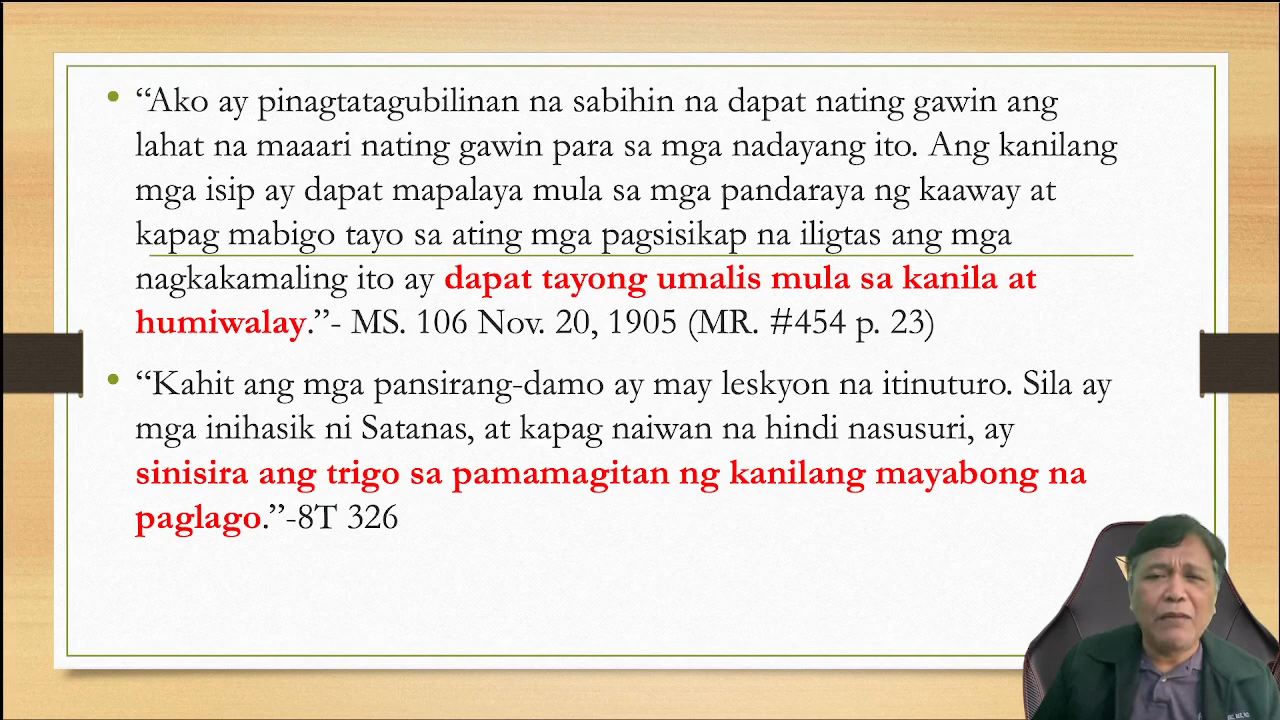 • “Ako ay pinagtatagubilinan na sabihin na dapat nating gawin ang
lahat na maaari nating gawin para sa mga nadayang ito. Ang kanilang
mga isip ay dapat mapalaya mula sa mga pandaraya ng kaaway at
kapag mabigo tayo sa ating mga pagsisikap na iligtas ang mga
nagkakamaling ito ay dapat tayong umalis mula sa kanila at
humiwalay.”- MS. 106 Nov. 20, 1905 (MR. #454 p. 23)
• “Kahit ang mga pansirang-damo ay may leskyon na itinuturo. Sila ay
mga inihasik ni Satanas, at kapag naiwan na hindi nasusuri, ay
sinisira ang trigo sa pamamagitan ng kanilang mayabong na
paglago.”-8T 326